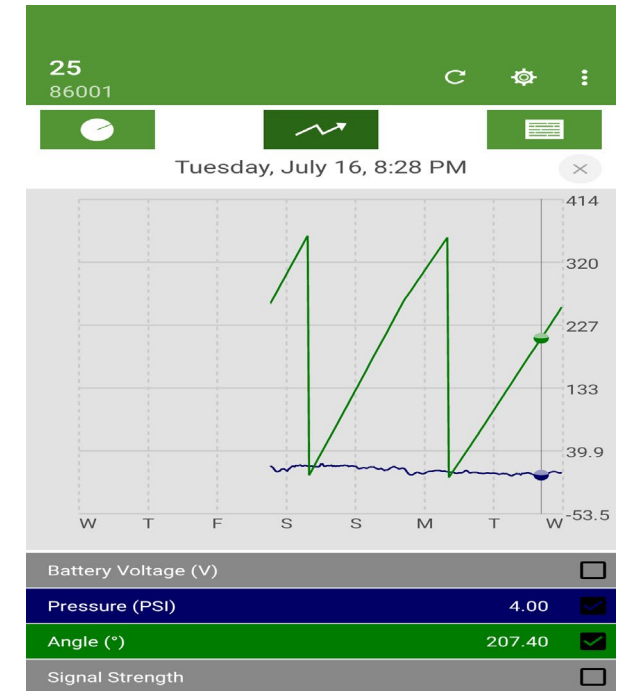 25
86001
Tuesday, July 16, 8:28 PM
414
320
227
133
39.9
-53.5
W T F S S M T W
Battery Voltage (V)
Pressure (PSI) 4.00
Angle (°) 207.40
Signal Strength